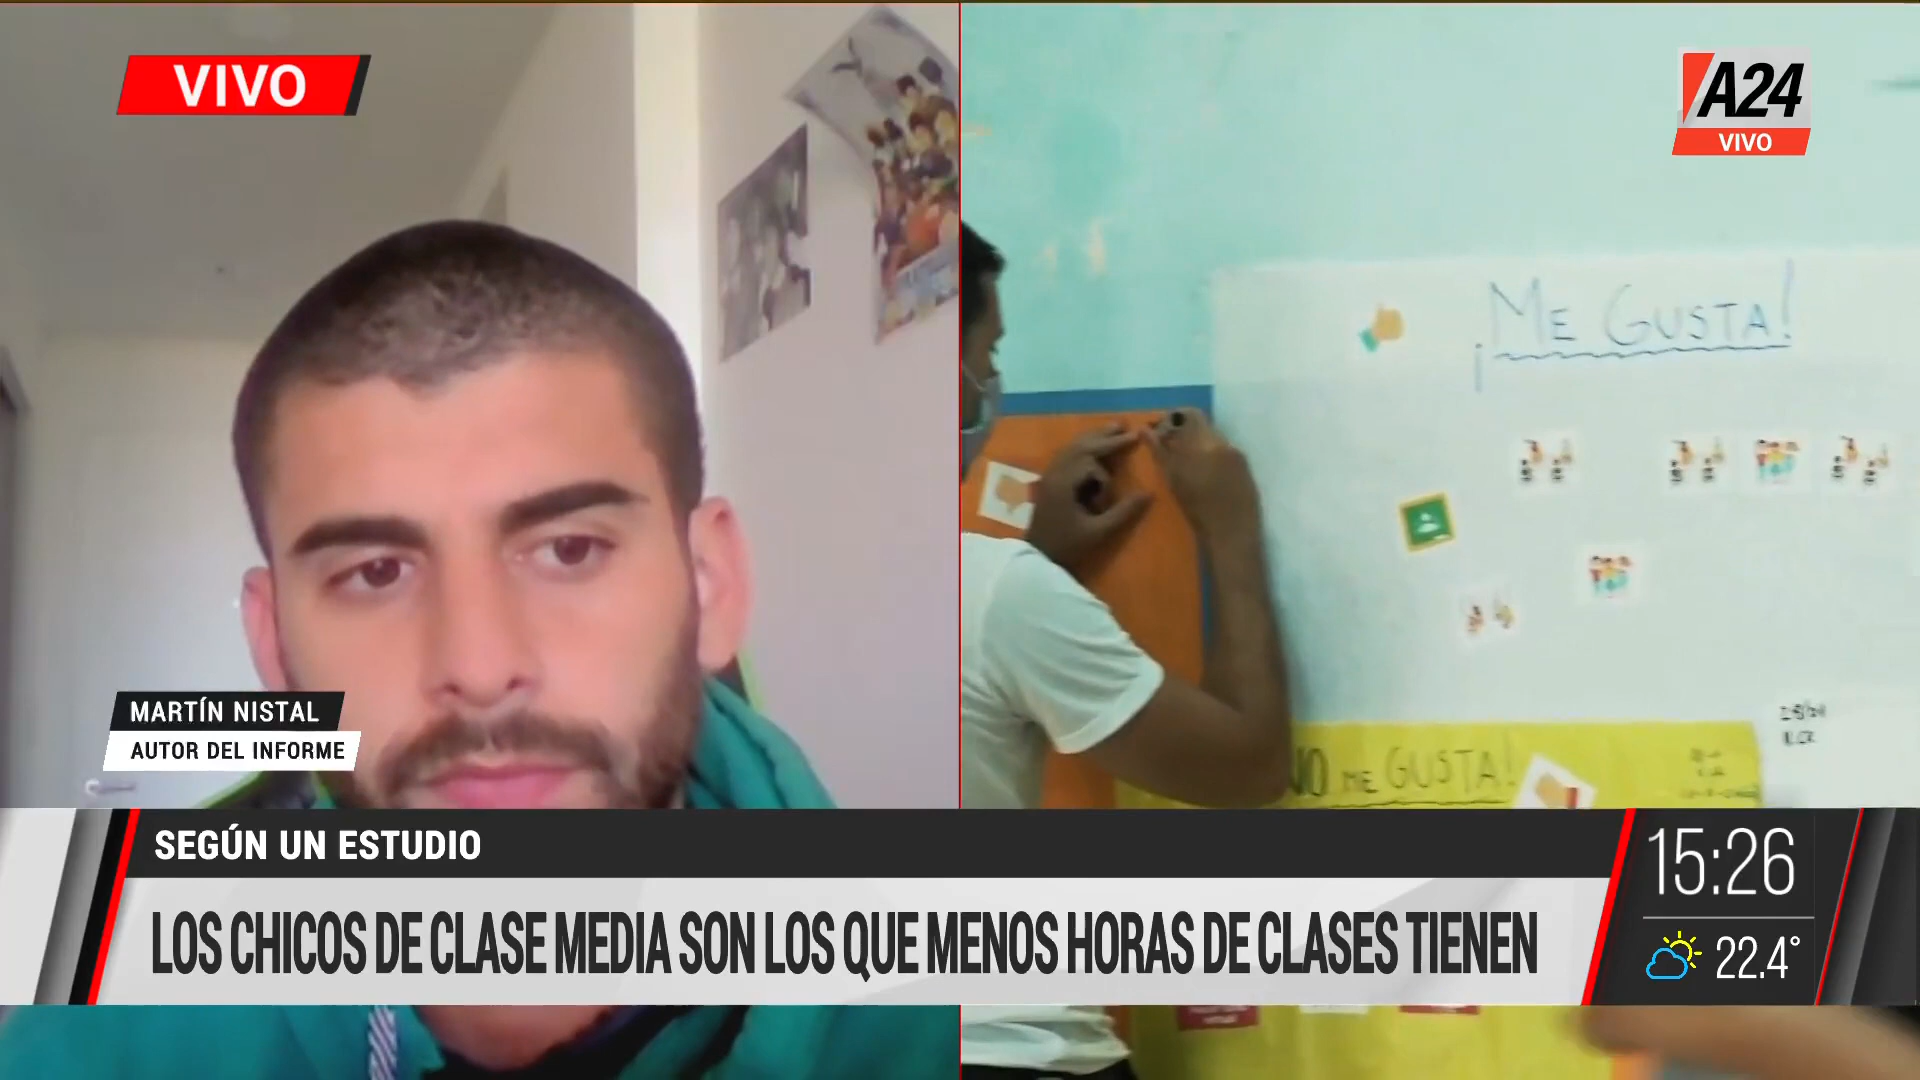 VIVO
A24
VIVO
¡ME GUSTA!
NO ME GUSTA!
MARTÍN NISTAL
AUTOR DEL INFORME
SEGÚN UN ESTUDIO
LOS CHICOS DE CLASE MEDIA SON LOS QUE MENOS HORAS DE CLASES TIENEN
15:26
22.4°